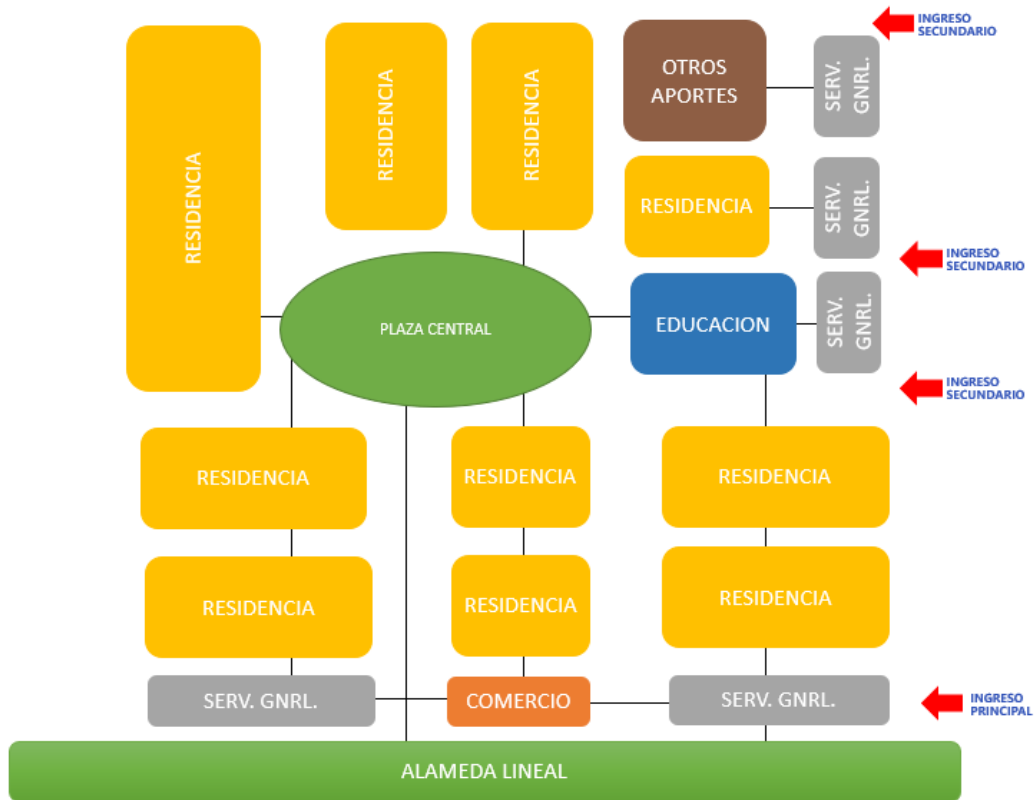 INGRESO
SECUNDARIO
OTROS
APORTES
SERV.
GNRL.
RESIDENCIA
RESIDENCIA
RESIDENCIA
RESIDENCIA
SERV.
GNRL.
INGRESO
SECUNDARIO
PLAZA CENTRAL
EDUCACION
SERV.
GNRL.
INGRESO
SECUNDARIO
RESIDENCIA
RESIDENCIA
RESIDENCIA
RESIDENCIA
RESIDENCIA
RESIDENCIA
SERV. GNRL.
COMERCIO
SERV. GNRL.
INGRESO
PRINCIPAL
ALAMEDA LINEAL